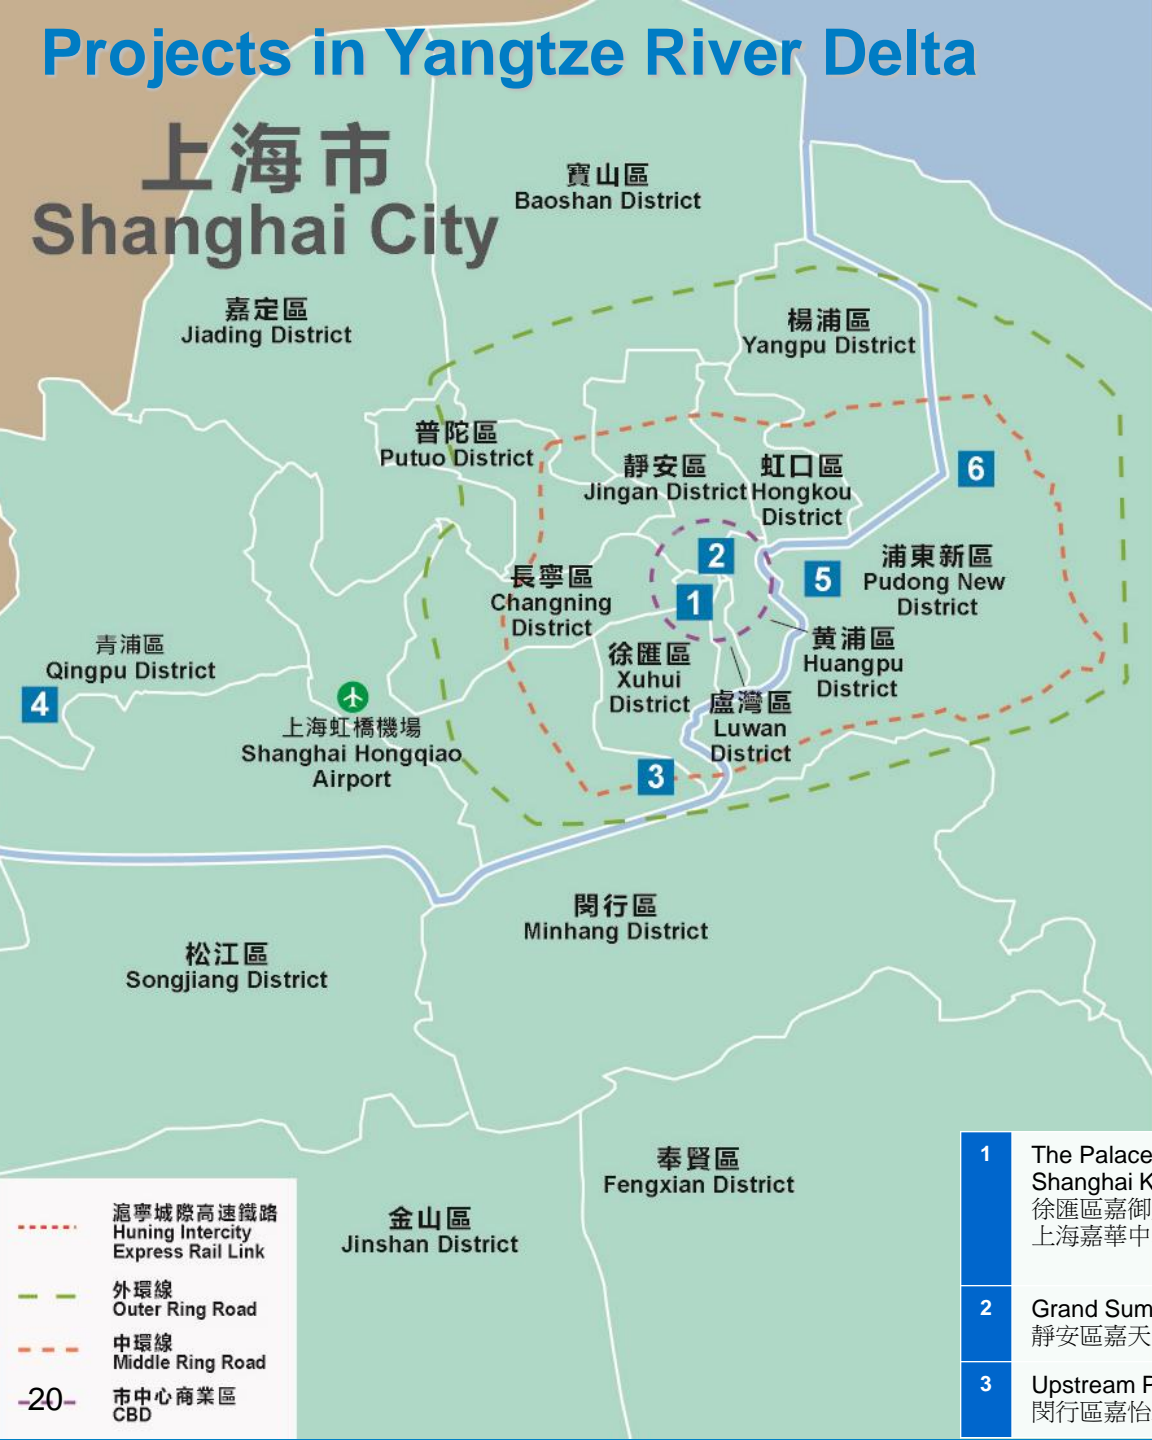 Projects in Yangtze River Delta
上海市
Shanghai City
寶山區
Baoshan District
嘉定區
Jiading District
楊浦區
Yangpu District
普陀區
Putuo District
靜安區
Jingan District
虹口區
Hongkou
District
6
2
5
1
浦東新區
Pudong New
District
長寧區
Changning
District
黄浦區
Huangpu
District
徐匯區
Xuhui
District
青浦區
Qingpu District
4
盧灣區
Luwan
District
上海虹橋機場
Shanghai Hongqiao
Airport
3
閔行區
Minhang District
松江區
Songjiang District
奉賢區
Fengxian District
金山區
Jinshan District
滬寧城際高速鐵路
Huning Intercity
Express Rail Link
外環線
Outer Ring Road
中環線
Middle Ring Road
市中心商業區
CBD
20
1
The Palace
Shanghai K
徐匯區嘉御
上海嘉華中
2
Grand Sum
靜安區嘉天
3
Upstream P
閔行區嘉怡